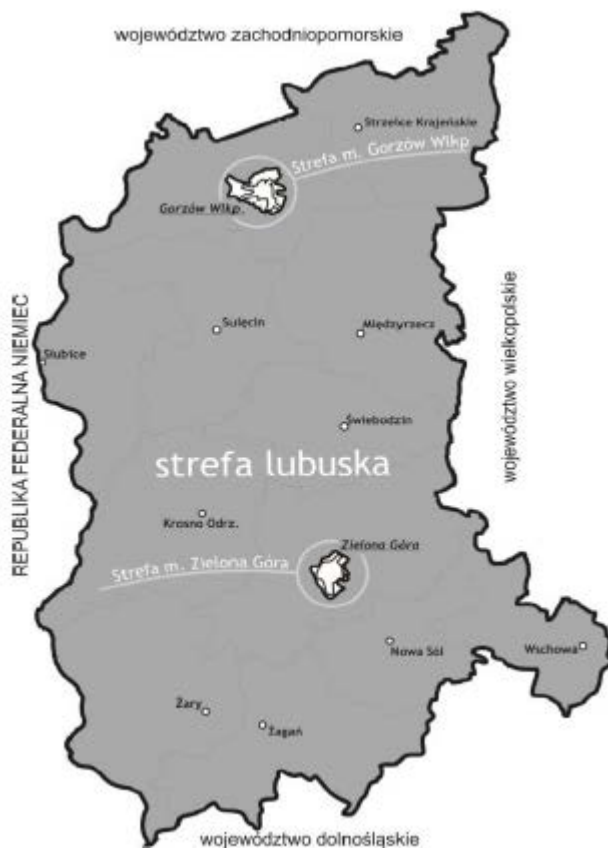 województwo zachodniopomorskie
Strzelce Krajeńskie
Strefa m. Gorzów Wlkp
Gorzów Wlkp.
REPUBLIKA FEDERALNA NIEMIEC
województwo wielkopolskie
Sulęcin
Międzyrzecz
Słubice
Świebodzin
strefa lubuska
Krosno Odrz.
Zielona Góra
Strefa m. Zielona Góra
Nowa Sól
Wschowa
Żary
Żagań
województwo dolnośląskie